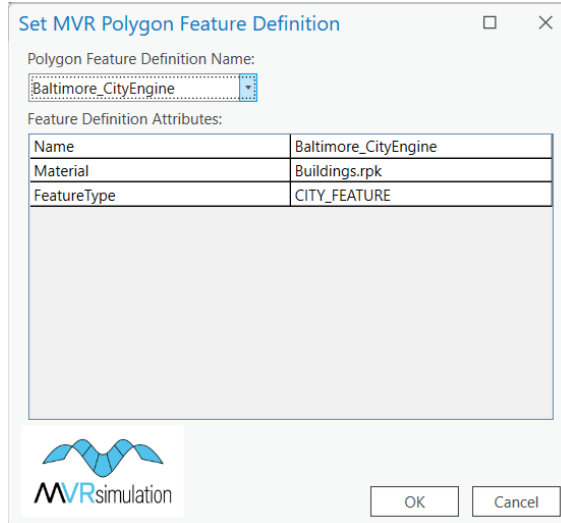 Set MVR Polygon Feature Definition
Polygon Feature Definition Name:
Baltimore_CityEngine
Feature Definition Attributes:
Name Baltimore_CityEngine
Material Buildings.rpk
FeatureType CITY_FEATURE
MVRsimulation
OK Cancel